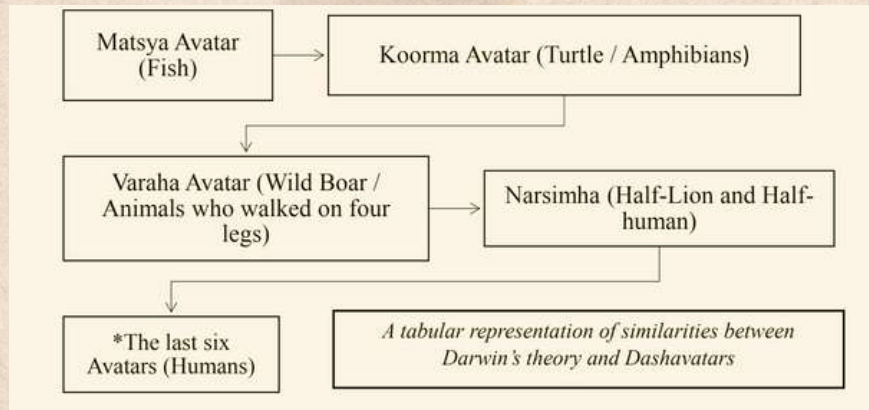 Matsya Avatar
(Fish)
Koorma Avatar (Turtle / Amphibians)
Varaha Avatar (Wild Boar /
Animals who walked on four
legs)
Narsimha (Half-Lion and Half-
human)
*The last six
Avatars (Humans)
A tabular representation of similarities between
Darwin's theory and Dashavatars